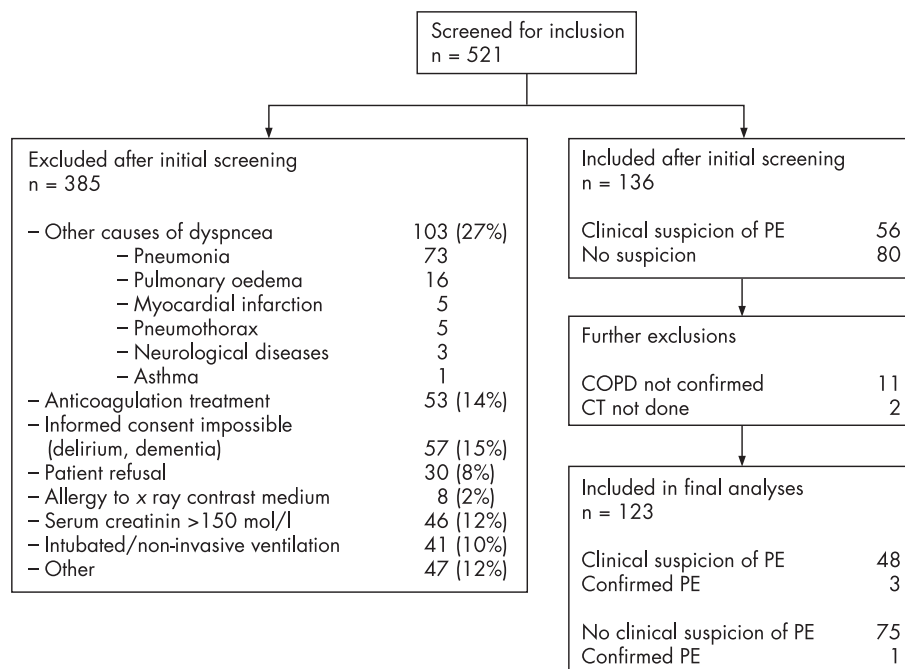 Screened for inclusion
n = 521
Excluded after initial screening
n = 385
– Other causes of dyspncea 103 (27%)
– Pneumonia 73
– Pulmonary oedema 16
– Myocardial infarction 5
– Pneumothorax 5
– Neurological diseases 3
– Asthma 1
– Anticoagulation treatment 53 (14%)
– Informed consent impossible
(delirium, dementia) 57 (15%)
– Patient refusal 30 (8%)
– Allergy to x ray contrast medium 8 (2%)
– Serum creatinin >150 mol/l 46 (12%)
– Intubated/non-invasive ventilation 41 (10%)
– Other 47 (12%)
Included after initial screening
n = 136
Clinical suspicion of PE 56
No suspicion 80
Further exclusions
COPD not confirmed 11
CT not done 2
Included in final analyses
n = 123
Clinical suspicion of PE 48
Confirmed PE 3
No clinical suspicion of PE 75
Confirmed PE 1